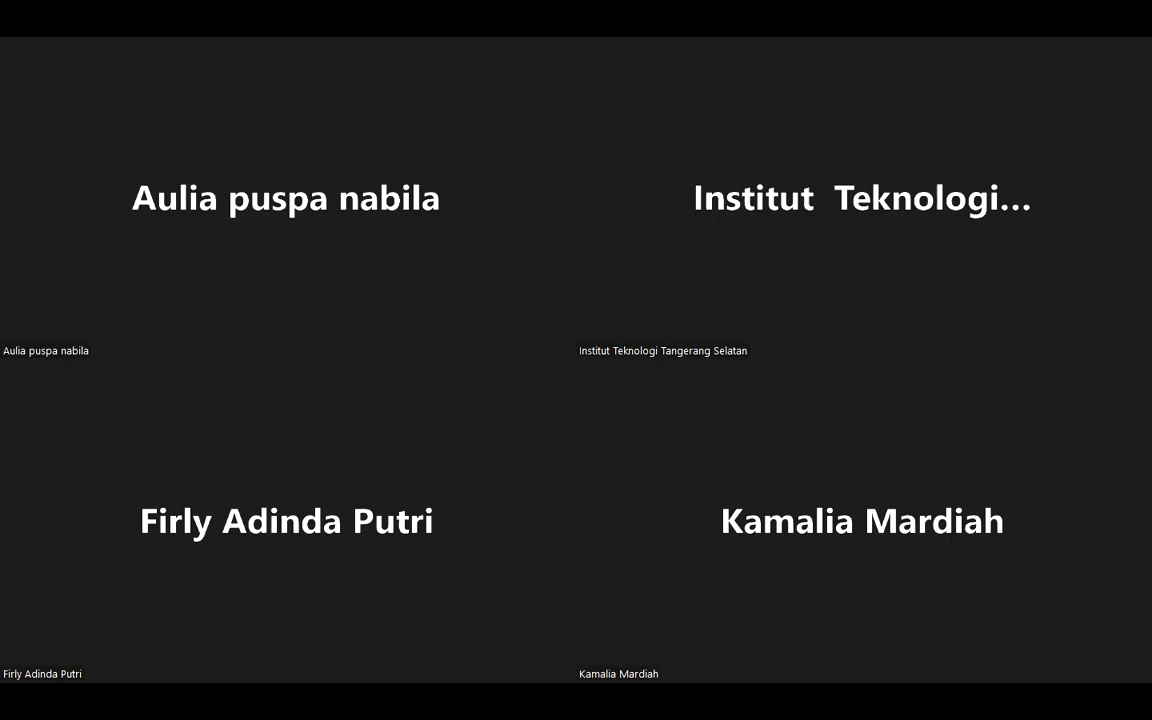 Aulia puspa nabila
Institut Teknologi...
Aulia puspa nabila
Institut Teknologi Tangerang Selatan
Firly Adinda Putri
Kamalia Mardiah
Firly Adinda Putri
Kamalia Mardiah